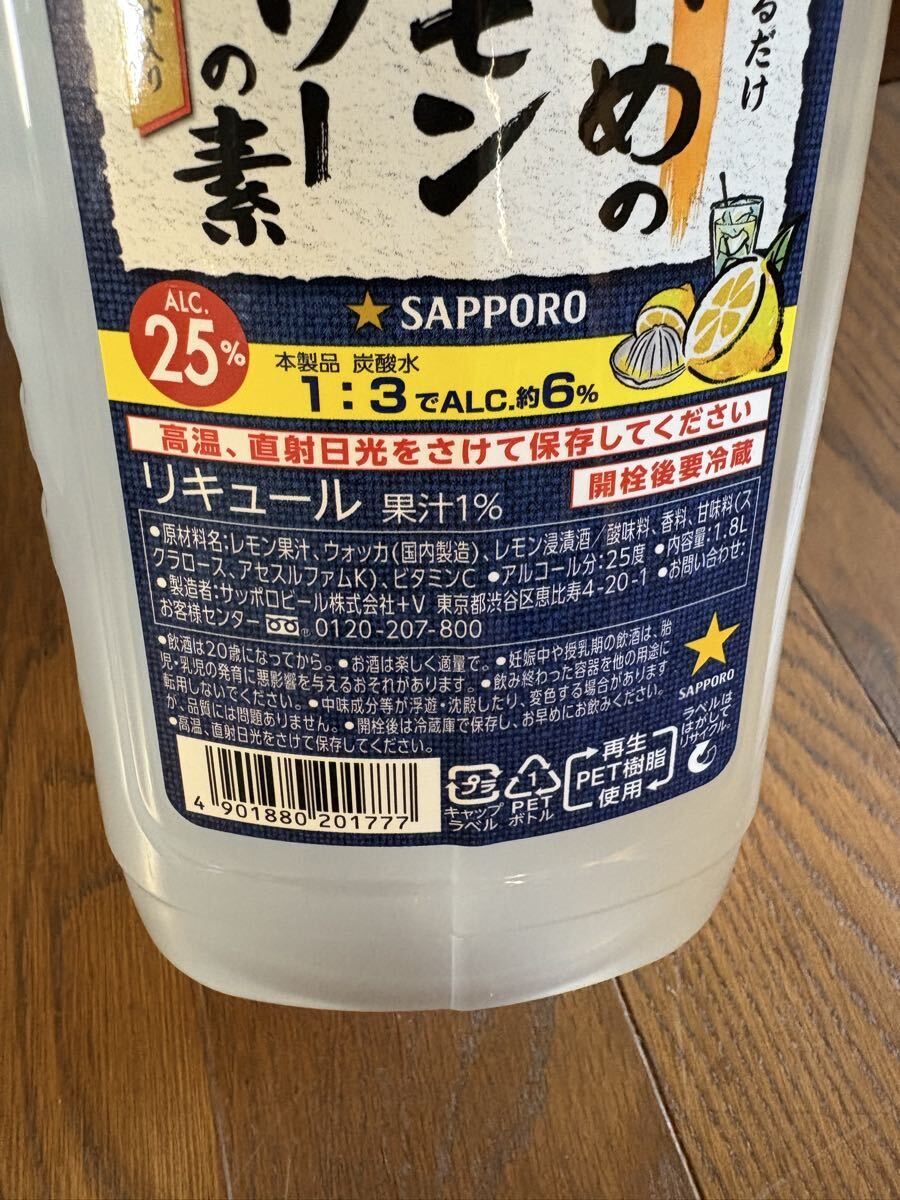 るだけ
めの
モン
ワー
の素
入り
ALC.
25%
SAPPORO
本製品 炭酸水
1:3でALC.約6%
高温、直射日光をさけて保存してください
開栓後要冷蔵
リキュール 果汁1%
●原材料名:レモン果汁、ウォッカ(国内製造)、レモン浸漬酒/酸味料、香料、甘味料(ス
クラロース、アセスルファムK)、ビタミンC ●アルコール分:25度 ●内容量:1.8L
●製造者:サッポロビール株式会社+V 東京都渋谷区恵比寿4-20-1 ●お問い合わせ:
お客様センター 0120-207-800
●飲酒は20歳になってから。●お酒は楽しく適量で。●妊娠中や授乳期の飲酒は、胎
児・乳児の発育に悪影響を与えるおそれがあります。●飲み終わった容器を他の用途に
転用しないでください。●中味成分等が浮遊・沈殿したり、変色する場合があります
が、品質には問題ありません。●開栓後は冷蔵庫で保存し、お早めにお飲みください。
●高温、直射日光をさけて保存してください。
SAPPORO
ラベルは
はがして
リサイクル。
4 901880 201777
プラ
キャップ
ラベル
1
PET
ボトル
再生
PET樹脂
使用